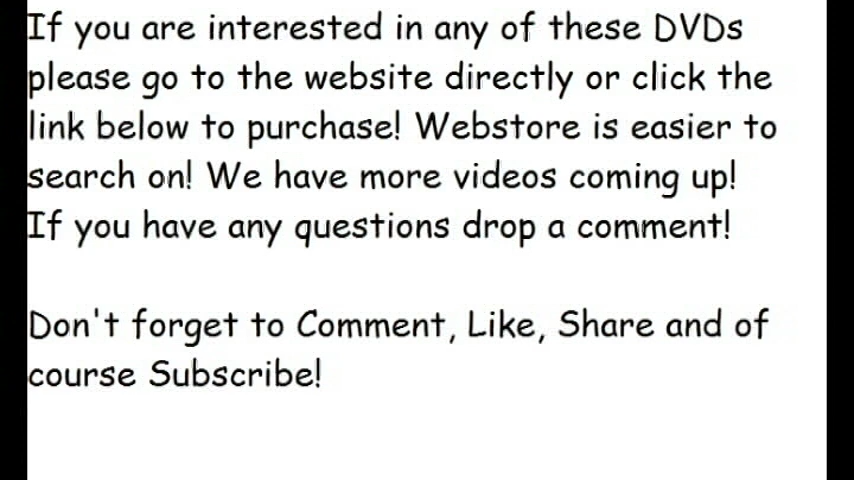 If you are interested in any of these DVDs
please go to the website directly or click the
link below to purchase! Webstore is easier to
search on! We have more videos coming up!
If you have any questions drop a comment!
Don't forget to Comment, Like, Share and of
course Subscribe!